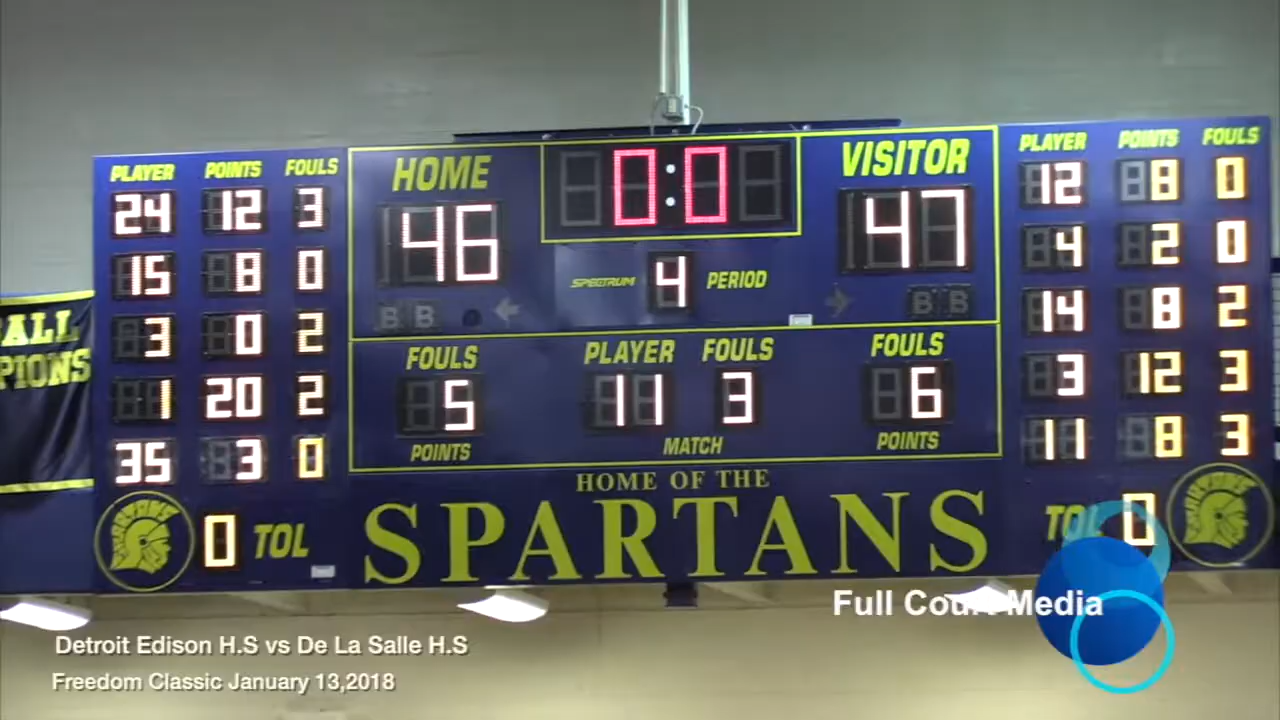 PLAYER POINTS FOULS
24 12 3
15 8 0
3 0 2
1 20 2
35 3 0
0 TOL
HOME 0:0 VISITOR
46 47
SPECTRUM 4 PERIOD
B B B B
FOULS PLAYER FOULS FOULS
5 11 3 6
POINTS MATCH POINTS
HOME OF THE
SPARTANS
PLAYER POINTS FOULS
12 8 0
4 2 0
14 8 2
3 12 3
11 8 3
TOL 0
SPARTANS
SPARTANS
Full Court Media
Detroit Edison H.S vs De La Salle H.S
Freedom Classic January 13,2018